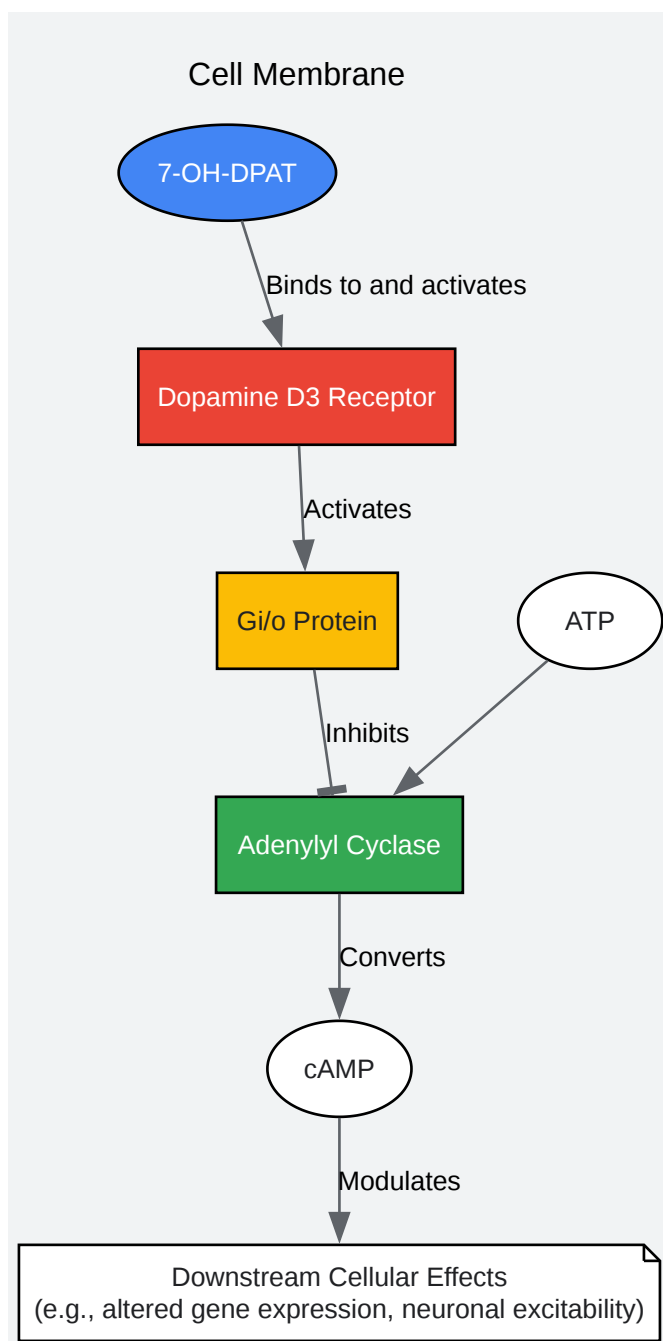 Cell Membrane
7-OH-DPAT
Binds to and activates
Dopamine D3 Receptor
Activates
Gi/o Protein
ATP
Inhibits
Adenylyl Cyclase
Converts
cAMP
Modulates
Downstream Cellular Effects
(e.g., altered gene expression, neuronal excitability)